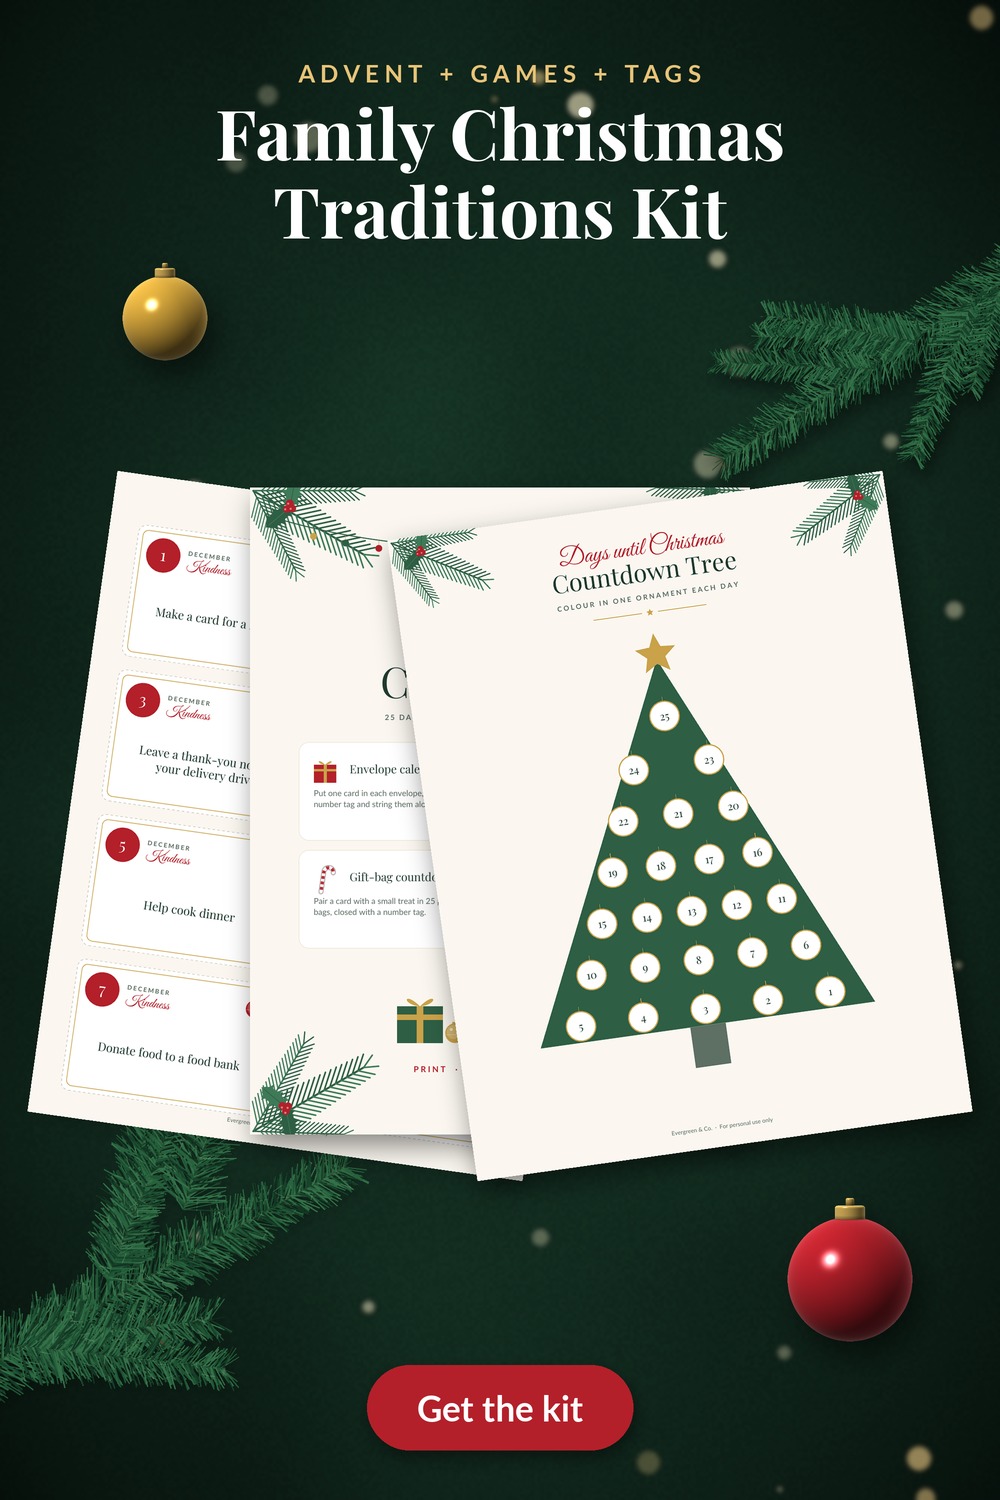 ADVENT + GAMES + TAGS
Family Christmas
Traditions Kit
1
DECEMBER
Kindness
Make a card for a
3
DECEMBER
Kindness
Leave a thank-you
your delivery
5
DECEMBER
Kindness
Help cook dinner
7
DECEMBER
Kindness
Donate food to a food bank
25
Envelope
Put one card in each envelope,
number tag and string them
Gift-bag
Pair a card with a small treat in 25
bags, closed with a number tag.
PRINT
Days until Christmas
Countdown Tree
COLOUR IN ONE ORNAMENT EACH DAY
25
24 23
22 21 20
19 18 17 16
15 14 13 12 11
10 9 8 7 6
5 4 3 2 1
Evergreen & Co. · For personal use only
Get the kit